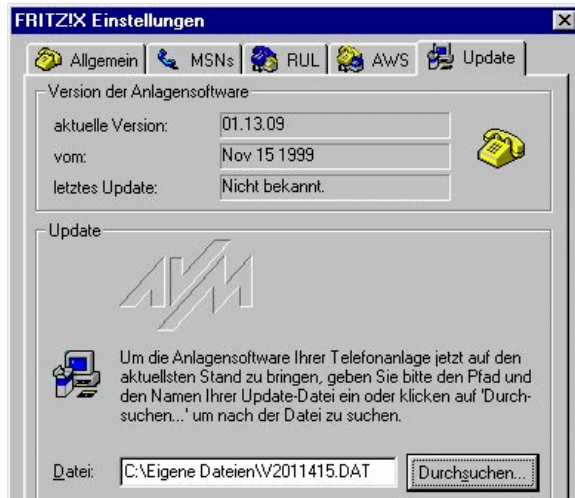 FRITZ!X Einstellungen
Allgemein MSNs RUL AWS Update
Version der Anlagensoftware
aktuelle Version: 01.13.09
vom: Nov 15 1999
letztes Update: Nicht bekannt.
Update
AVM
Um die Anlagensoftware Ihrer Telefonanlage jetzt auf den
aktuellsten Stand zu bringen, geben Sie bitte den Pfad und
den Namen Ihrer Update-Datei ein oder klicken auf 'Durch-
suchen...' um nach der Datei zu suchen.
Datei: C:\Eigene Dateien\V2011415.DAT Durchsuchen...